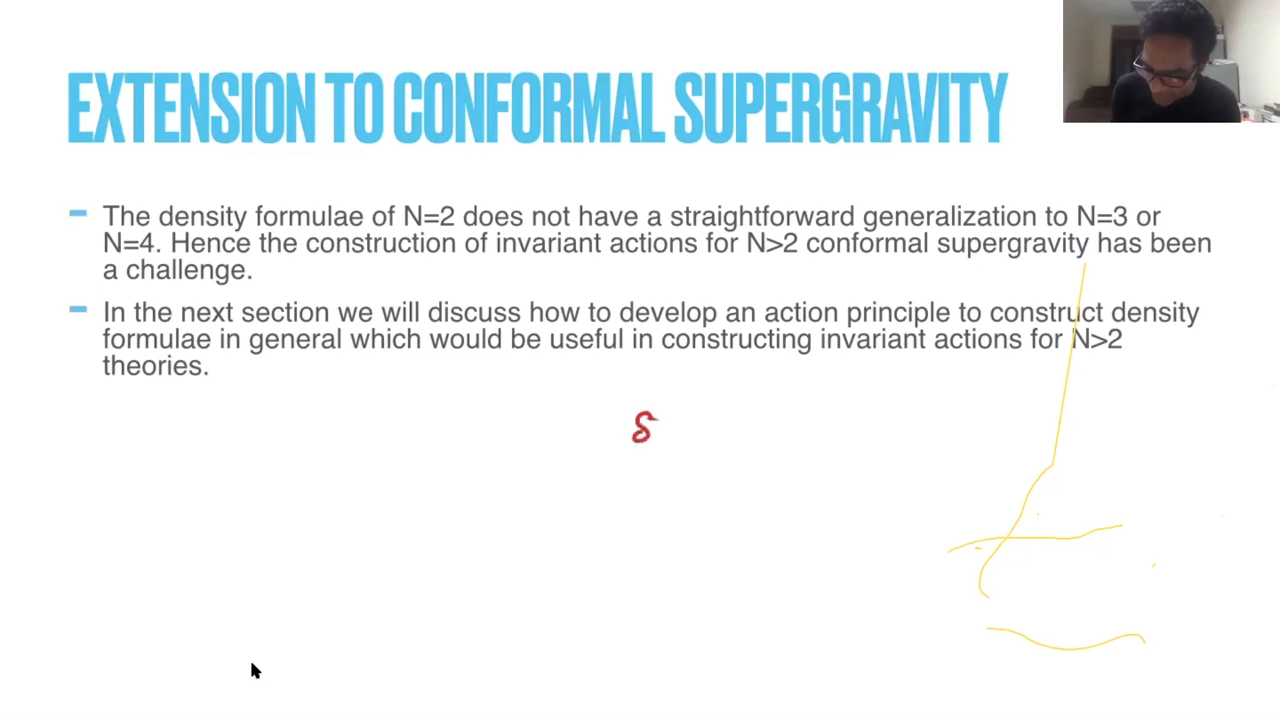 EXTENSION TO CONFORMAL SUPERGRAVITY
The density formulae of N=2 does not have a straightforward generalization to N=3 or
N=4. Hence the construction of invariant actions for N>2 conformal supergravity has been
a challenge.
In the next section we will discuss how to develop an action principle to construct density
formulae in general which would be useful in constructing invariant actions for N>2
theories.
δ